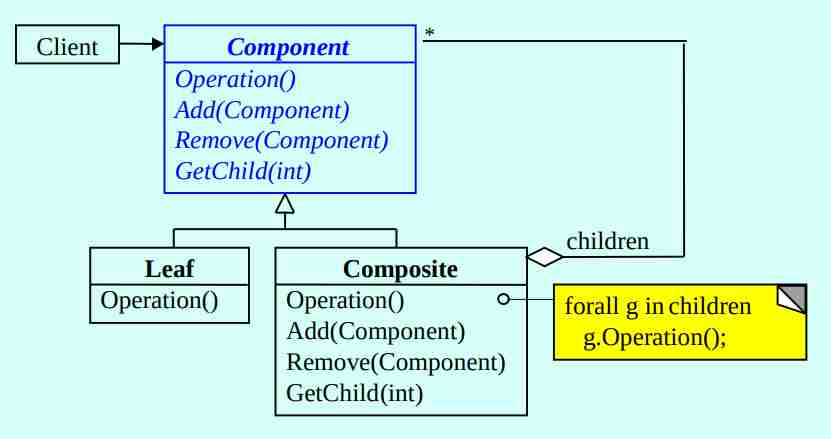 Client
Component
*
Operation()
Add(Component)
Remove(Component)
GetChild(int)
children
Leaf
Operation()
Composite
Operation()
Add(Component)
Remove(Component)
GetChild(int)
forall g in children
g.Operation();